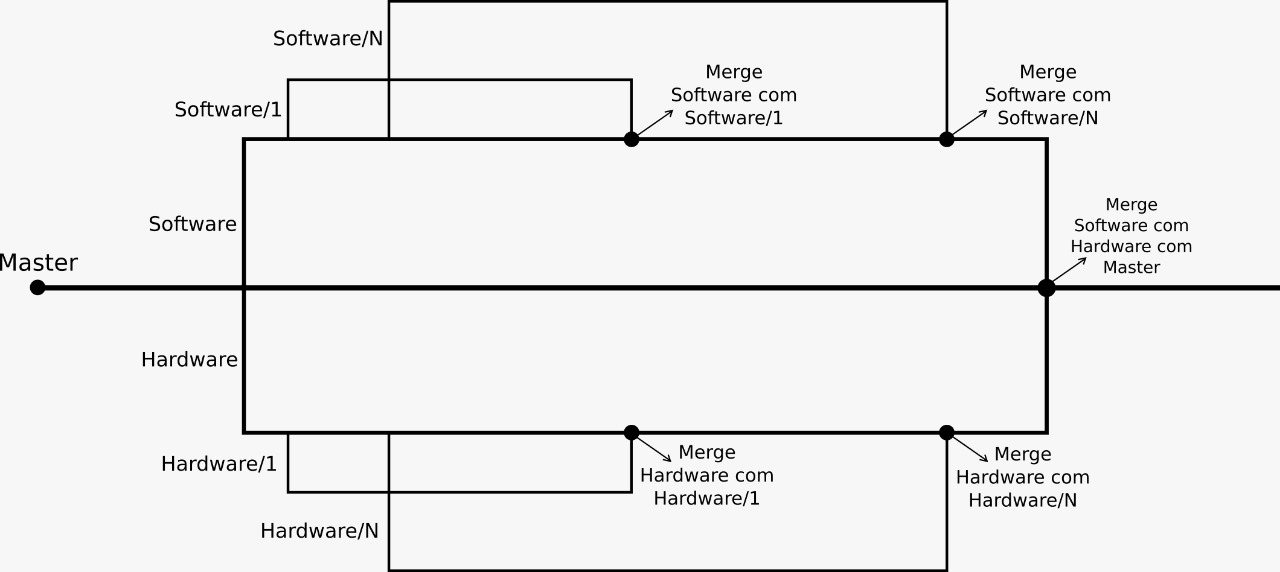 Software/N
Merge
Software com
Software/1
Merge
Software com
Software/N
Software/1
Software
Merge
Software com
Hardware com
Master
Master
Hardware
Hardware/1
Merge
Hardware com
Hardware/1
Merge
Hardware com
Hardware/N
Hardware/N